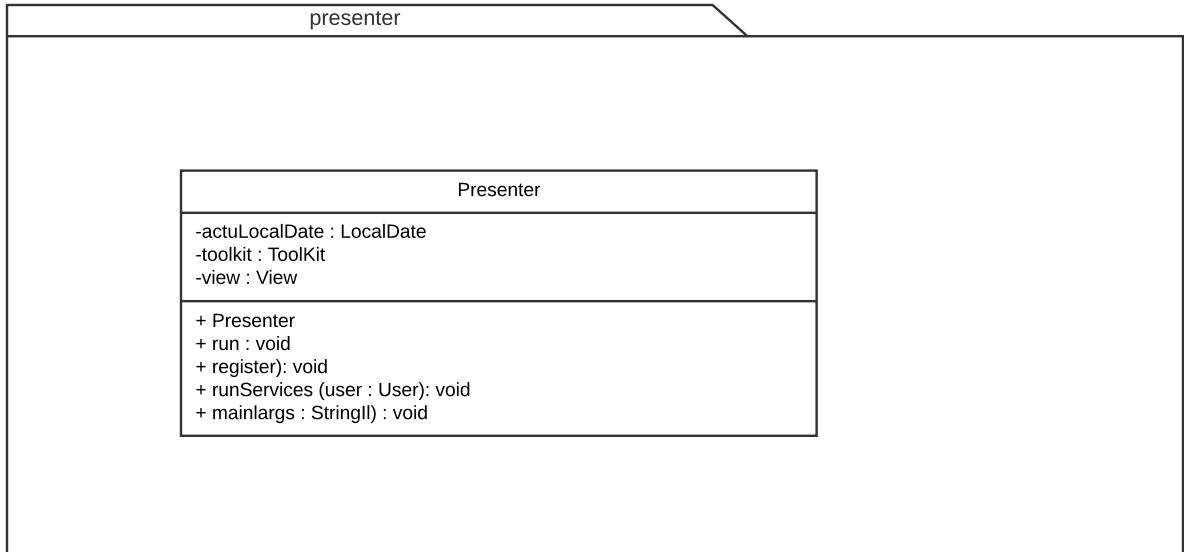 presenter
Presenter
-actuLocalDate : LocalDate
-toolkit : ToolKit
-view : View
+ Presenter
+ run : void
+ register): void
+ runServices (user : User): void
+ mainlargs : StringIl) : void